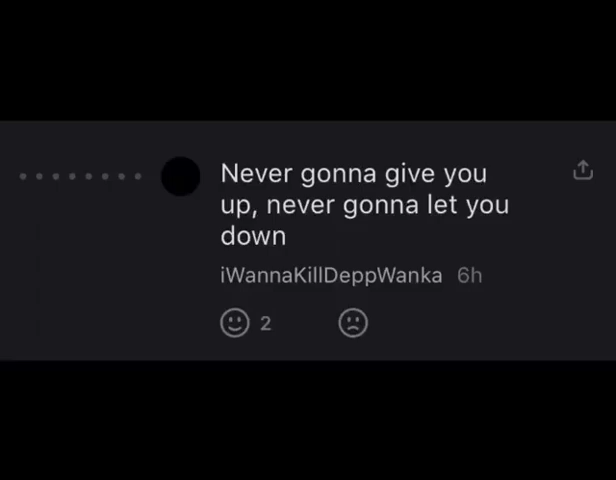 Never gonna give you
up, never gonna let you
down
iWannaKillDeppWanka 6h
2